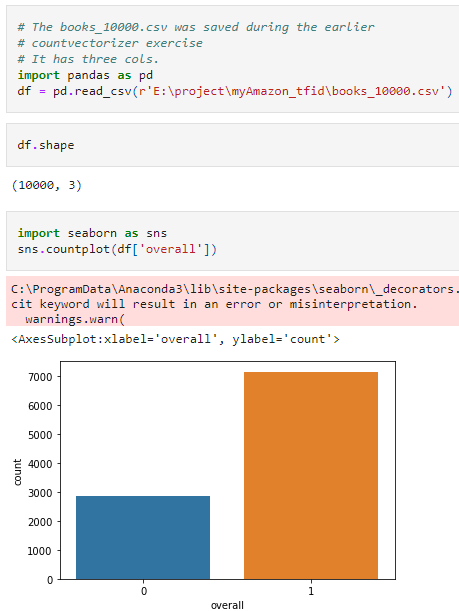 # The books_10000.csv was saved during the earlier
# countvectorizer exercise
# It has three cols.
import pandas as pd
df = pd.read_csv(r'E:\project\myAmazon_tfid\books_10000.csv')
df.shape
(10000, 3)
import seaborn as sns
sns.countplot(df['overall'])
C:\ProgramData\Anaconda3\lib\site-packages\seaborn\_decorators.
cit keyword will result in an error or misinterpretation.
warnings.warn(
<AxesSubplot:xlabel='overall', ylabel='count'>
7000
6000
5000
4000
3000
2000
1000
0
count
0 1
overall